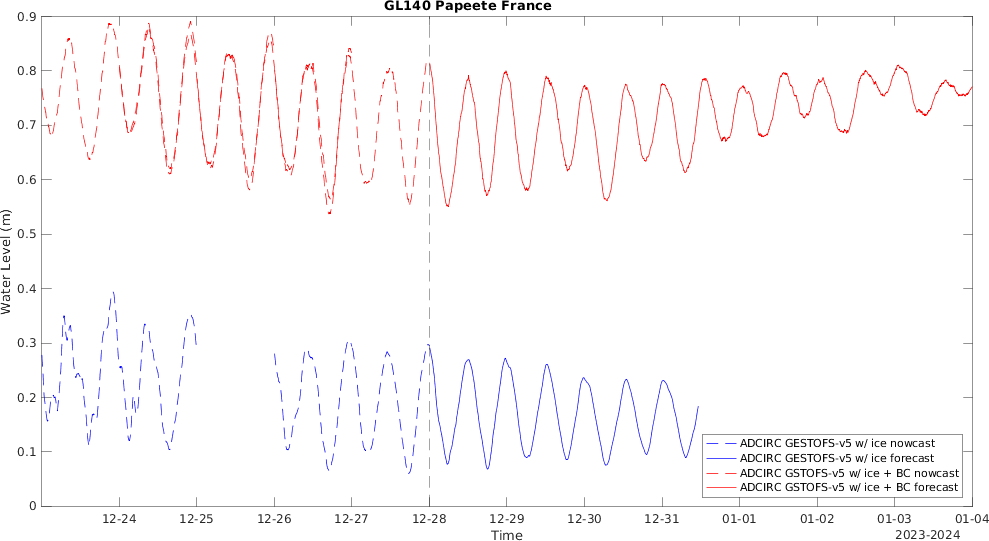 GL140 Papeete France
0.9
0.8
0.7
0.6
0.5
0.4
0.3
0.2
0.1
0
Water Level (m)
ADCIRC GESTOFS-v5 w/ ice nowcast
ADCIRC GESTOFS-v5 w/ ice forecast
ADCIRC GSTOFS-v5 w/ ice + BC nowcast
ADCIRC GSTOFS-v5 w/ ice + BC forecast
12-24 12-25 12-26 12-27 12-28 12-29 12-30 12-31 01-01 01-02 01-03 01-04
Time
2023-2024